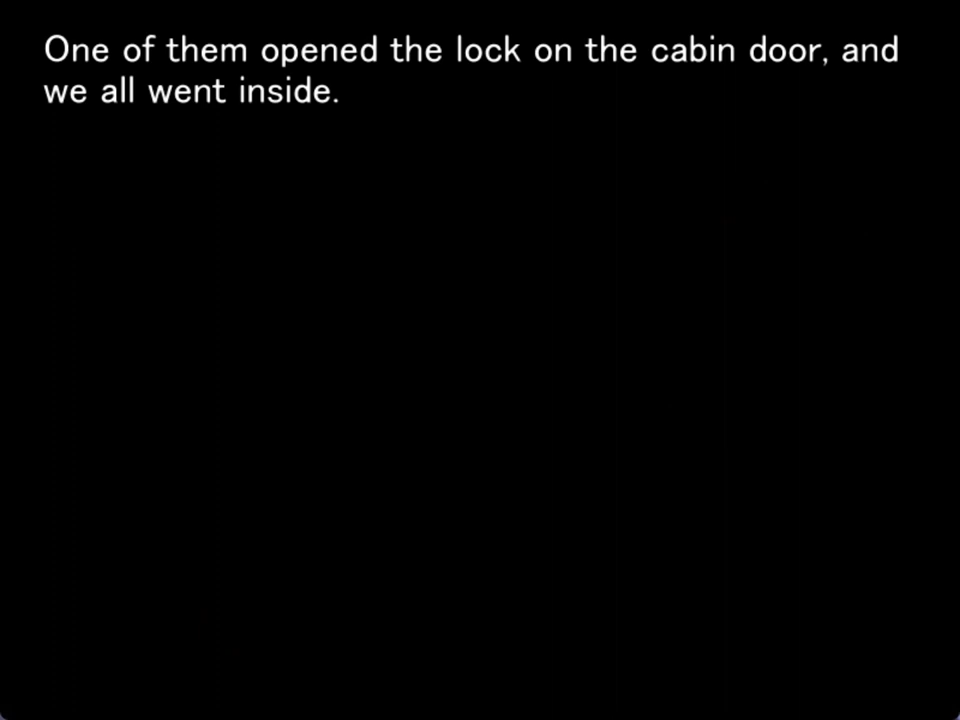 One of them opened the lock on the cabin door, and
we all went inside.